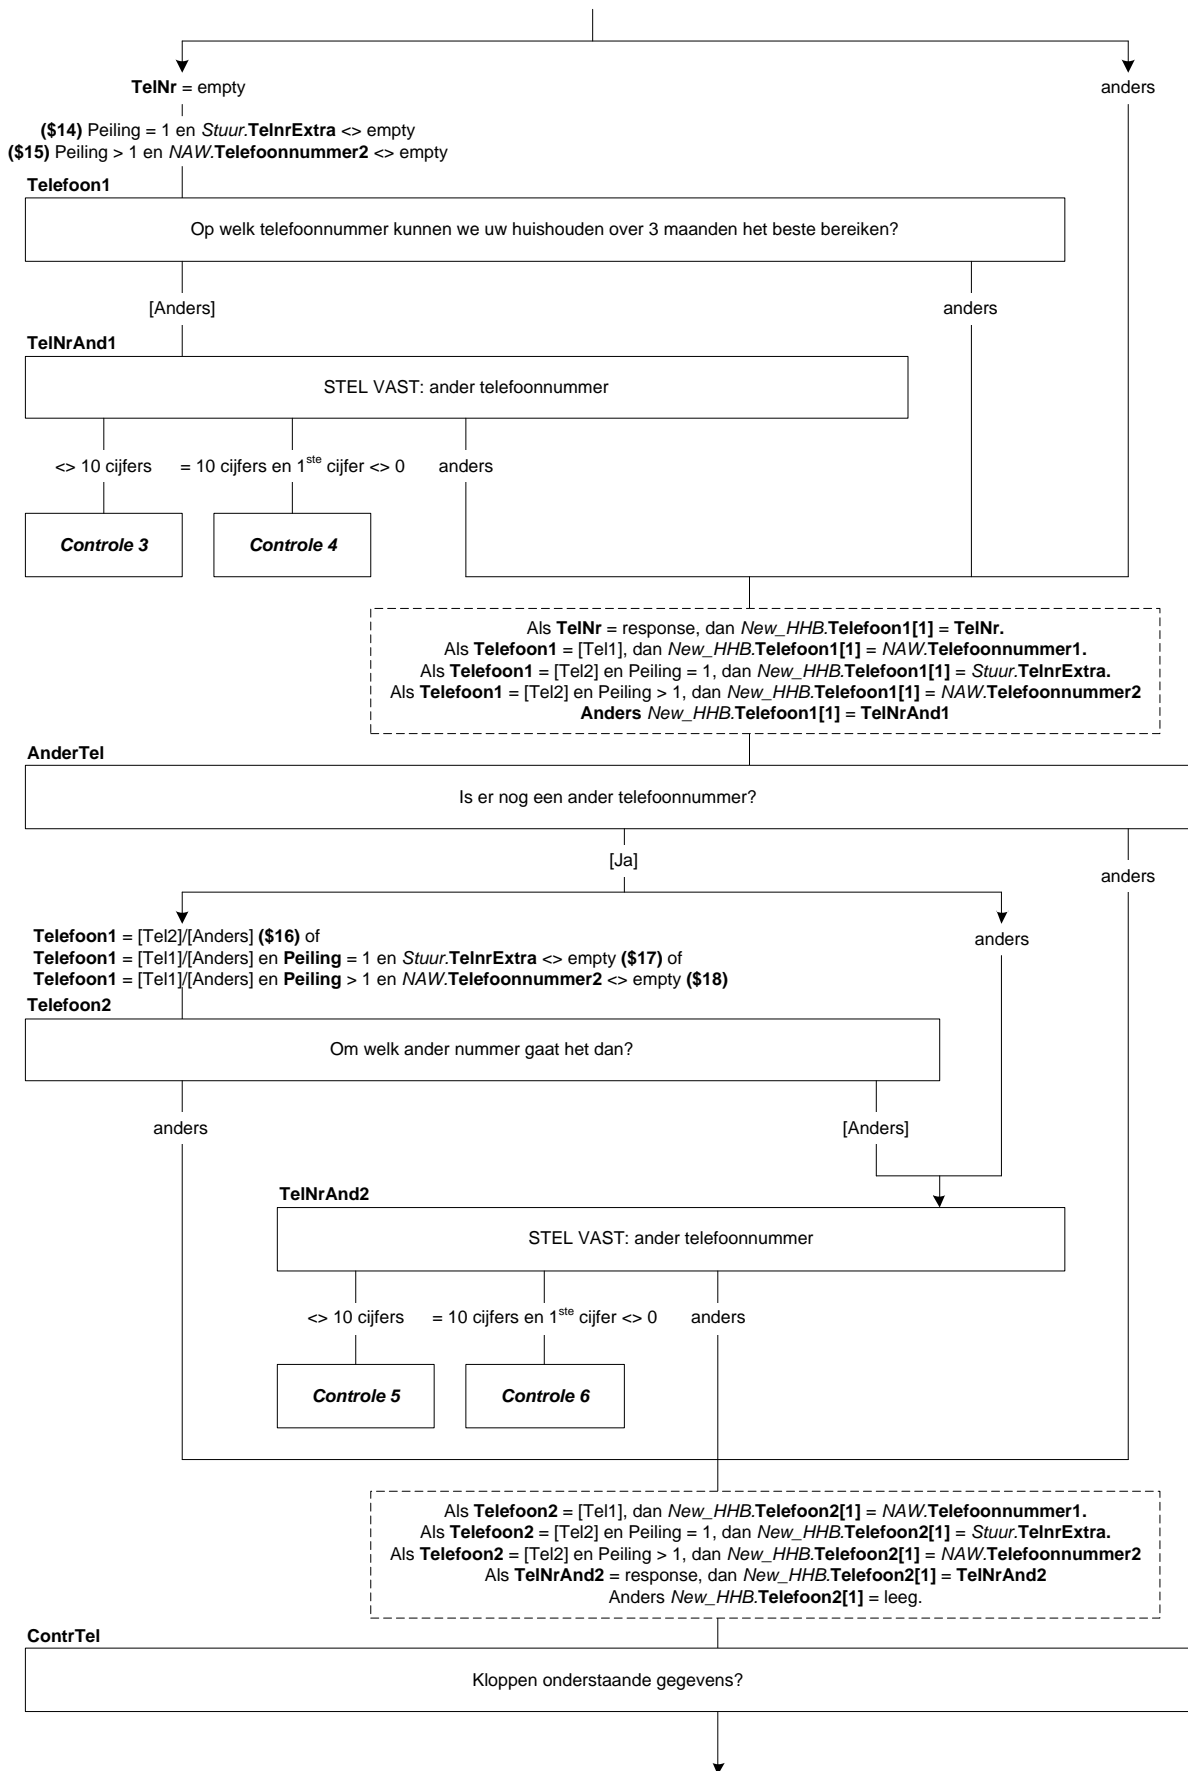 TelNr = empty
anders
($14) Peiling = 1 en Stuur.TelnrExtra <> empty
($15) Peiling > 1 en NAW.Telefoonnummer2 <> empty
Telefoon1
Op welk telefoonnummer kunnen we uw huishouden over 3 maanden het beste bereiken?
[Anders]
anders
TelNrAnd1
STEL VAST: ander telefoonnummer
<> 10 cijfers
= 10 cijfers en 1ste cijfer <> 0
anders
Controle 3
Controle 4
Als TelNr = response, dan New_HHB.Telefoon1[1] = TelNr.
Als Telefoon1 = [Tel1], dan New_HHB.Telefoon1[1] = NAW.Telefoonnummer1.
Als Telefoon1 = [Tel2] en Peiling = 1, dan New_HHB.Telefoon1[1] = Stuur.TelnrExtra.
Als Telefoon1 = [Tel2] en Peiling > 1, dan New_HHB.Telefoon1[1] = NAW.Telefoonnummer2
Anders New_HHB.Telefoon1[1] = TelNrAnd1
AnderTel
Is er nog een ander telefoonnummer?
[Ja]
anders
Telefoon1 = [Tel2]/[Anders] ($16) of
Telefoon1 = [Tel1]/[Anders] en Peiling = 1 en Stuur.TelnrExtra <> empty ($17) of
Telefoon1 = [Tel1]/[Anders] en Peiling > 1 en NAW.Telefoonnummer2 <> empty ($18)
anders
Telefoon2
Om welk ander nummer gaat het dan?
anders
[Anders]
TelNrAnd2
STEL VAST: ander telefoonnummer
<> 10 cijfers
= 10 cijfers en 1ste cijfer <> 0
anders
Controle 5
Controle 6
Als Telefoon2 = [Tel1], dan New_HHB.Telefoon2[1] = NAW.Telefoonnummer1.
Als Telefoon2 = [Tel2] en Peiling = 1, dan New_HHB.Telefoon2[1] = Stuur.TelnrExtra.
Als Telefoon2 = [Tel2] en Peiling > 1, dan New_HHB.Telefoon2[1] = NAW.Telefoonnummer2
Als TelNrAnd2 = response, dan New_HHB.Telefoon2[1] = TelNrAnd2
Anders New_HHB.Telefoon2[1] = leeg.
ContrTel
Kloppen onderstaande gegevens?